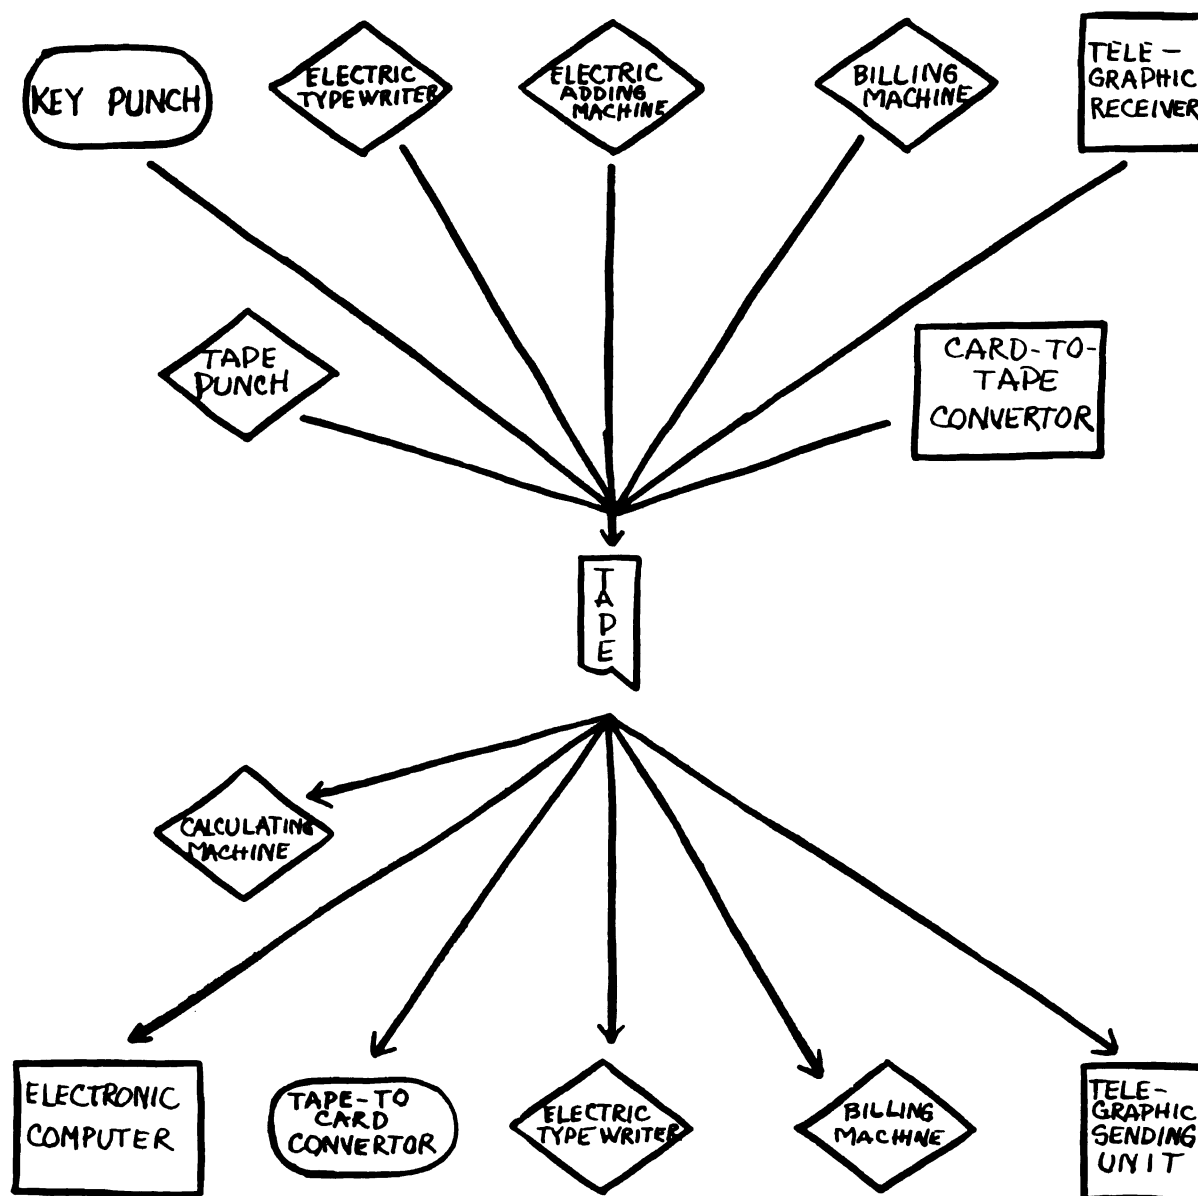 KEY PUNCH
ELECTRIC
TYPEWRITER
ELECTRIC
ADDING
MACHINE
BILLING
MACHINE
TELE-
GRAPHIC
RECEIVER
TAPE
PUNCH
CARD-TO-
TAPE
CONVERTOR
TAPE
CALCULATING
MACHINE
ELECTRONIC
COMPUTER
TAPE-TO
CARD
CONVERTOR
ELECTRIC
TYPEWRITER
BILLING
MACHINE
TELE-
GRAPHIC
SENDING
UNIT